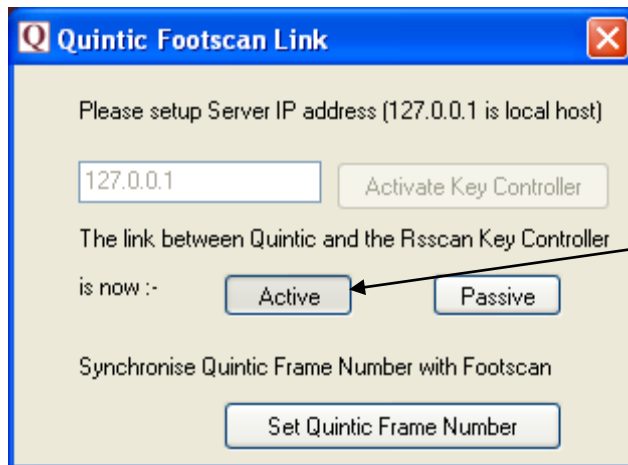 Q Quintic Footscan Link
Please setup Server IP address (127.0.0.1 is local host)
127.0.0.1 Activate Key Controller
The link between Quintic and the Rsscan Key Controller
is now :- Active Passive
Synchronise Quintic Frame Number with Footscan
Set Quintic Frame Number